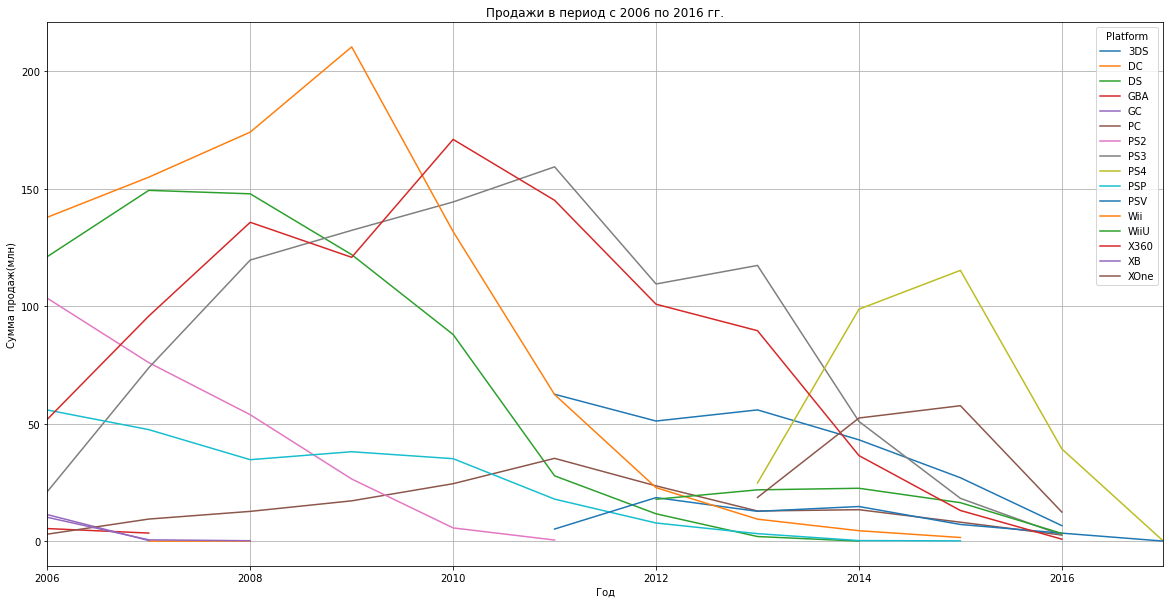 Продажи в период с 2006 по 2016 гг.
Сумма продаж(млн)
200
150
100
50
0
2006
2008
2010
2012
2014
2016
Год
Platform
3DS
DC
DS
GBA
GC
PC
PS2
PS3
PS4
PSP
PSV
Wii
WiiU
X360
XB
XOne